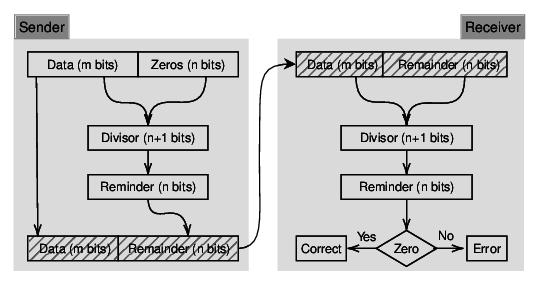 Sender
Receiver
Data (m bits) Zeros (n bits)
Divisor (n+1 bits)
Reminder (n bits)
Data (m bits) Remainder (n bits)
Data (m bits) Remainder (n bits)
Divisor (n+1 bits)
Reminder (n bits)
Correct Yes Zero No Error